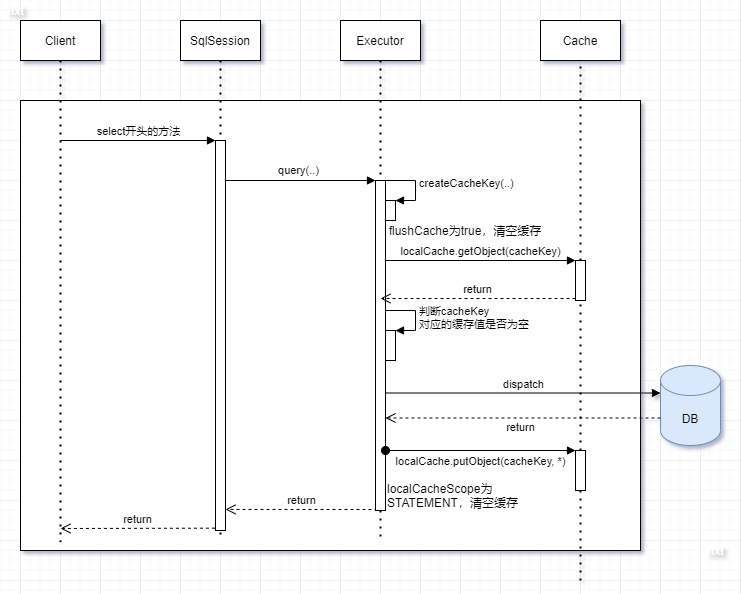 Client
SqlSession
Executor
Cache
select开头的方法
query(..)
createCacheKey(..)
flushCache为true，清空缓存
localCache.getObject(cacheKey)
return
判断cacheKey
对应的缓存值是否为空
dispatch
DB
return
localCache.putObject(cacheKey, *)
localCacheScope为
STATEMENT，清空缓存
return
return